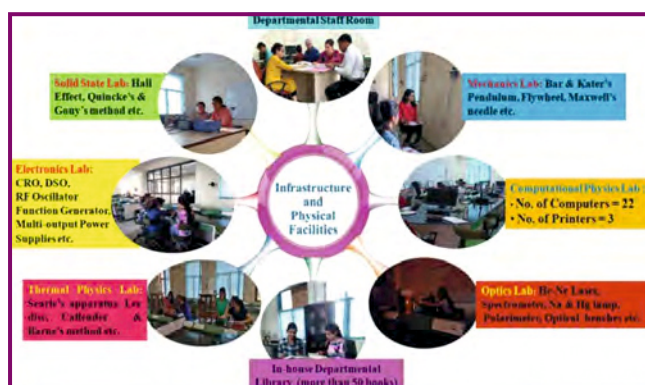 Departmental Staff Room
Solid State Lab: Hall
Effect, Quincke's &
Gouy's method etc.
Mechanics Lab: Bar & Kater's
Pendulum, Flywheel, Maxwell's
needle etc.
Electronics Lab:
CRO, DSO,
RF Oscillator
Function Generator,
Multi-output Power
Supplies etc.
Infrastructure
and
Physical
Facilities
Computational Physics Lab
- No. of Computers = 22
• No. of Printers = 3
Thermal Physics Lab:
Searle's apparatus Lee
disc, Callender &
Barne's method etc.
Optics Lab: He-Ne Laser,
Spectrometer, Na & Hg lamp,
Polarimeter, Optical benches etc.
In-house Departmental
Library (more than 50 books)